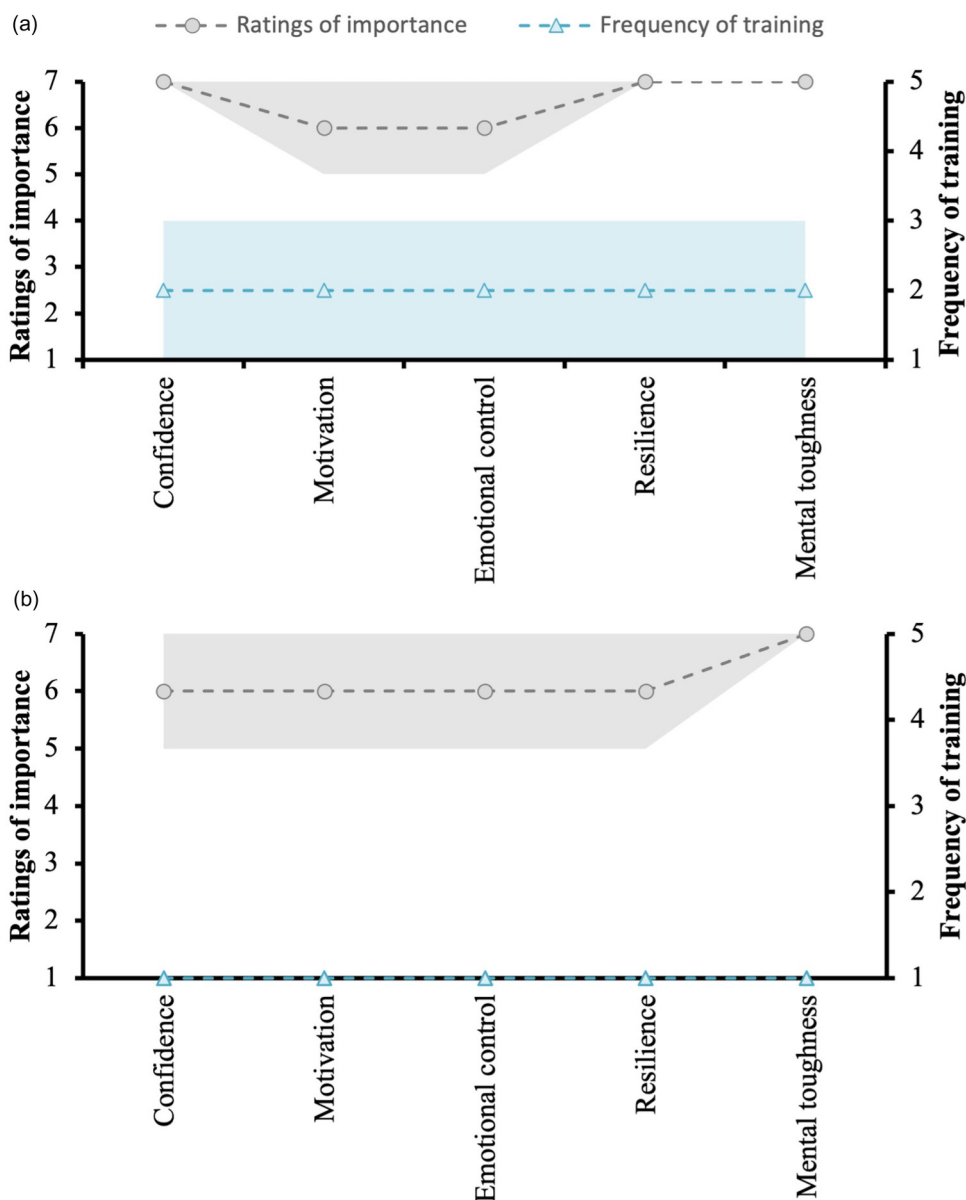 (a)
Ratings of importance
Frequency of training
Ratings of importance
7
6
5
4
3
2
1
5
4
3
2
1
Frequency of training
Confidence
Motivation
Emotional control
Resilience
Mental toughness
(b)
Ratings of importance
7
6
5
4
3
2
1
5
4
3
2
1
Frequency of training
Confidence
Motivation
Emotional control
Resilience
Mental toughness